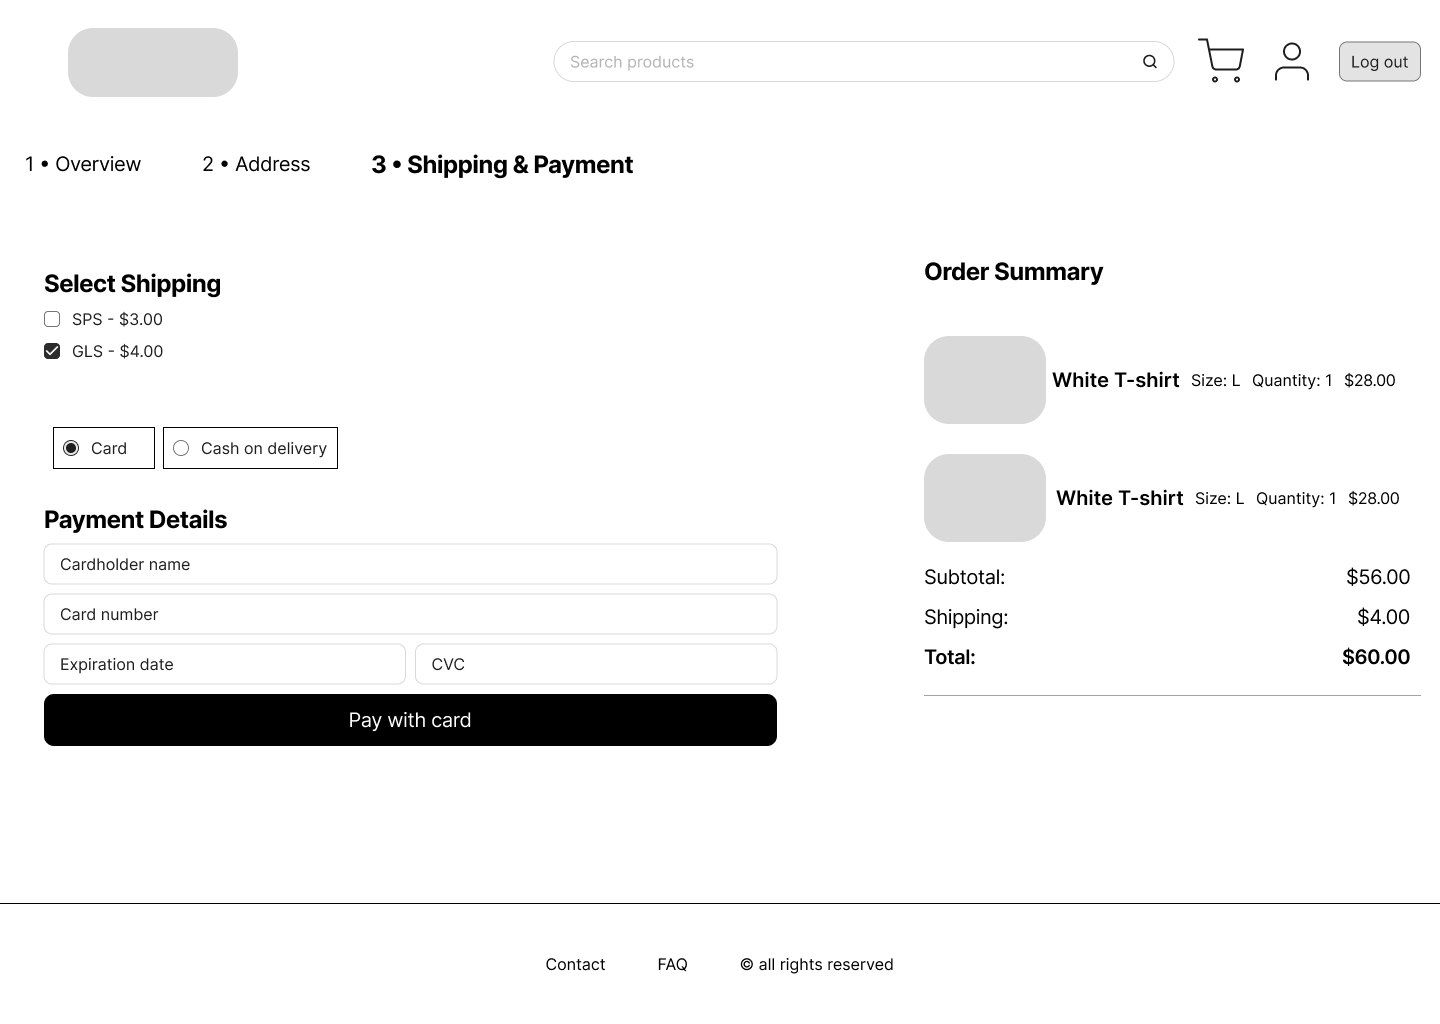 Search products
Log out
1 • Overview
2 • Address
3 • Shipping & Payment
Select Shipping
SPS - $3.00
GLS - $4.00
Card
Cash on delivery
Payment Details
Cardholder name
Card number
Expiration date
CVC
Pay with card
Order Summary
White T-shirt Size: L Quantity: 1 $28.00
White T-shirt Size: L Quantity: 1 $28.00
Subtotal: $56.00
Shipping: $4.00
Total: $60.00
Contact
FAQ
© all rights reserved